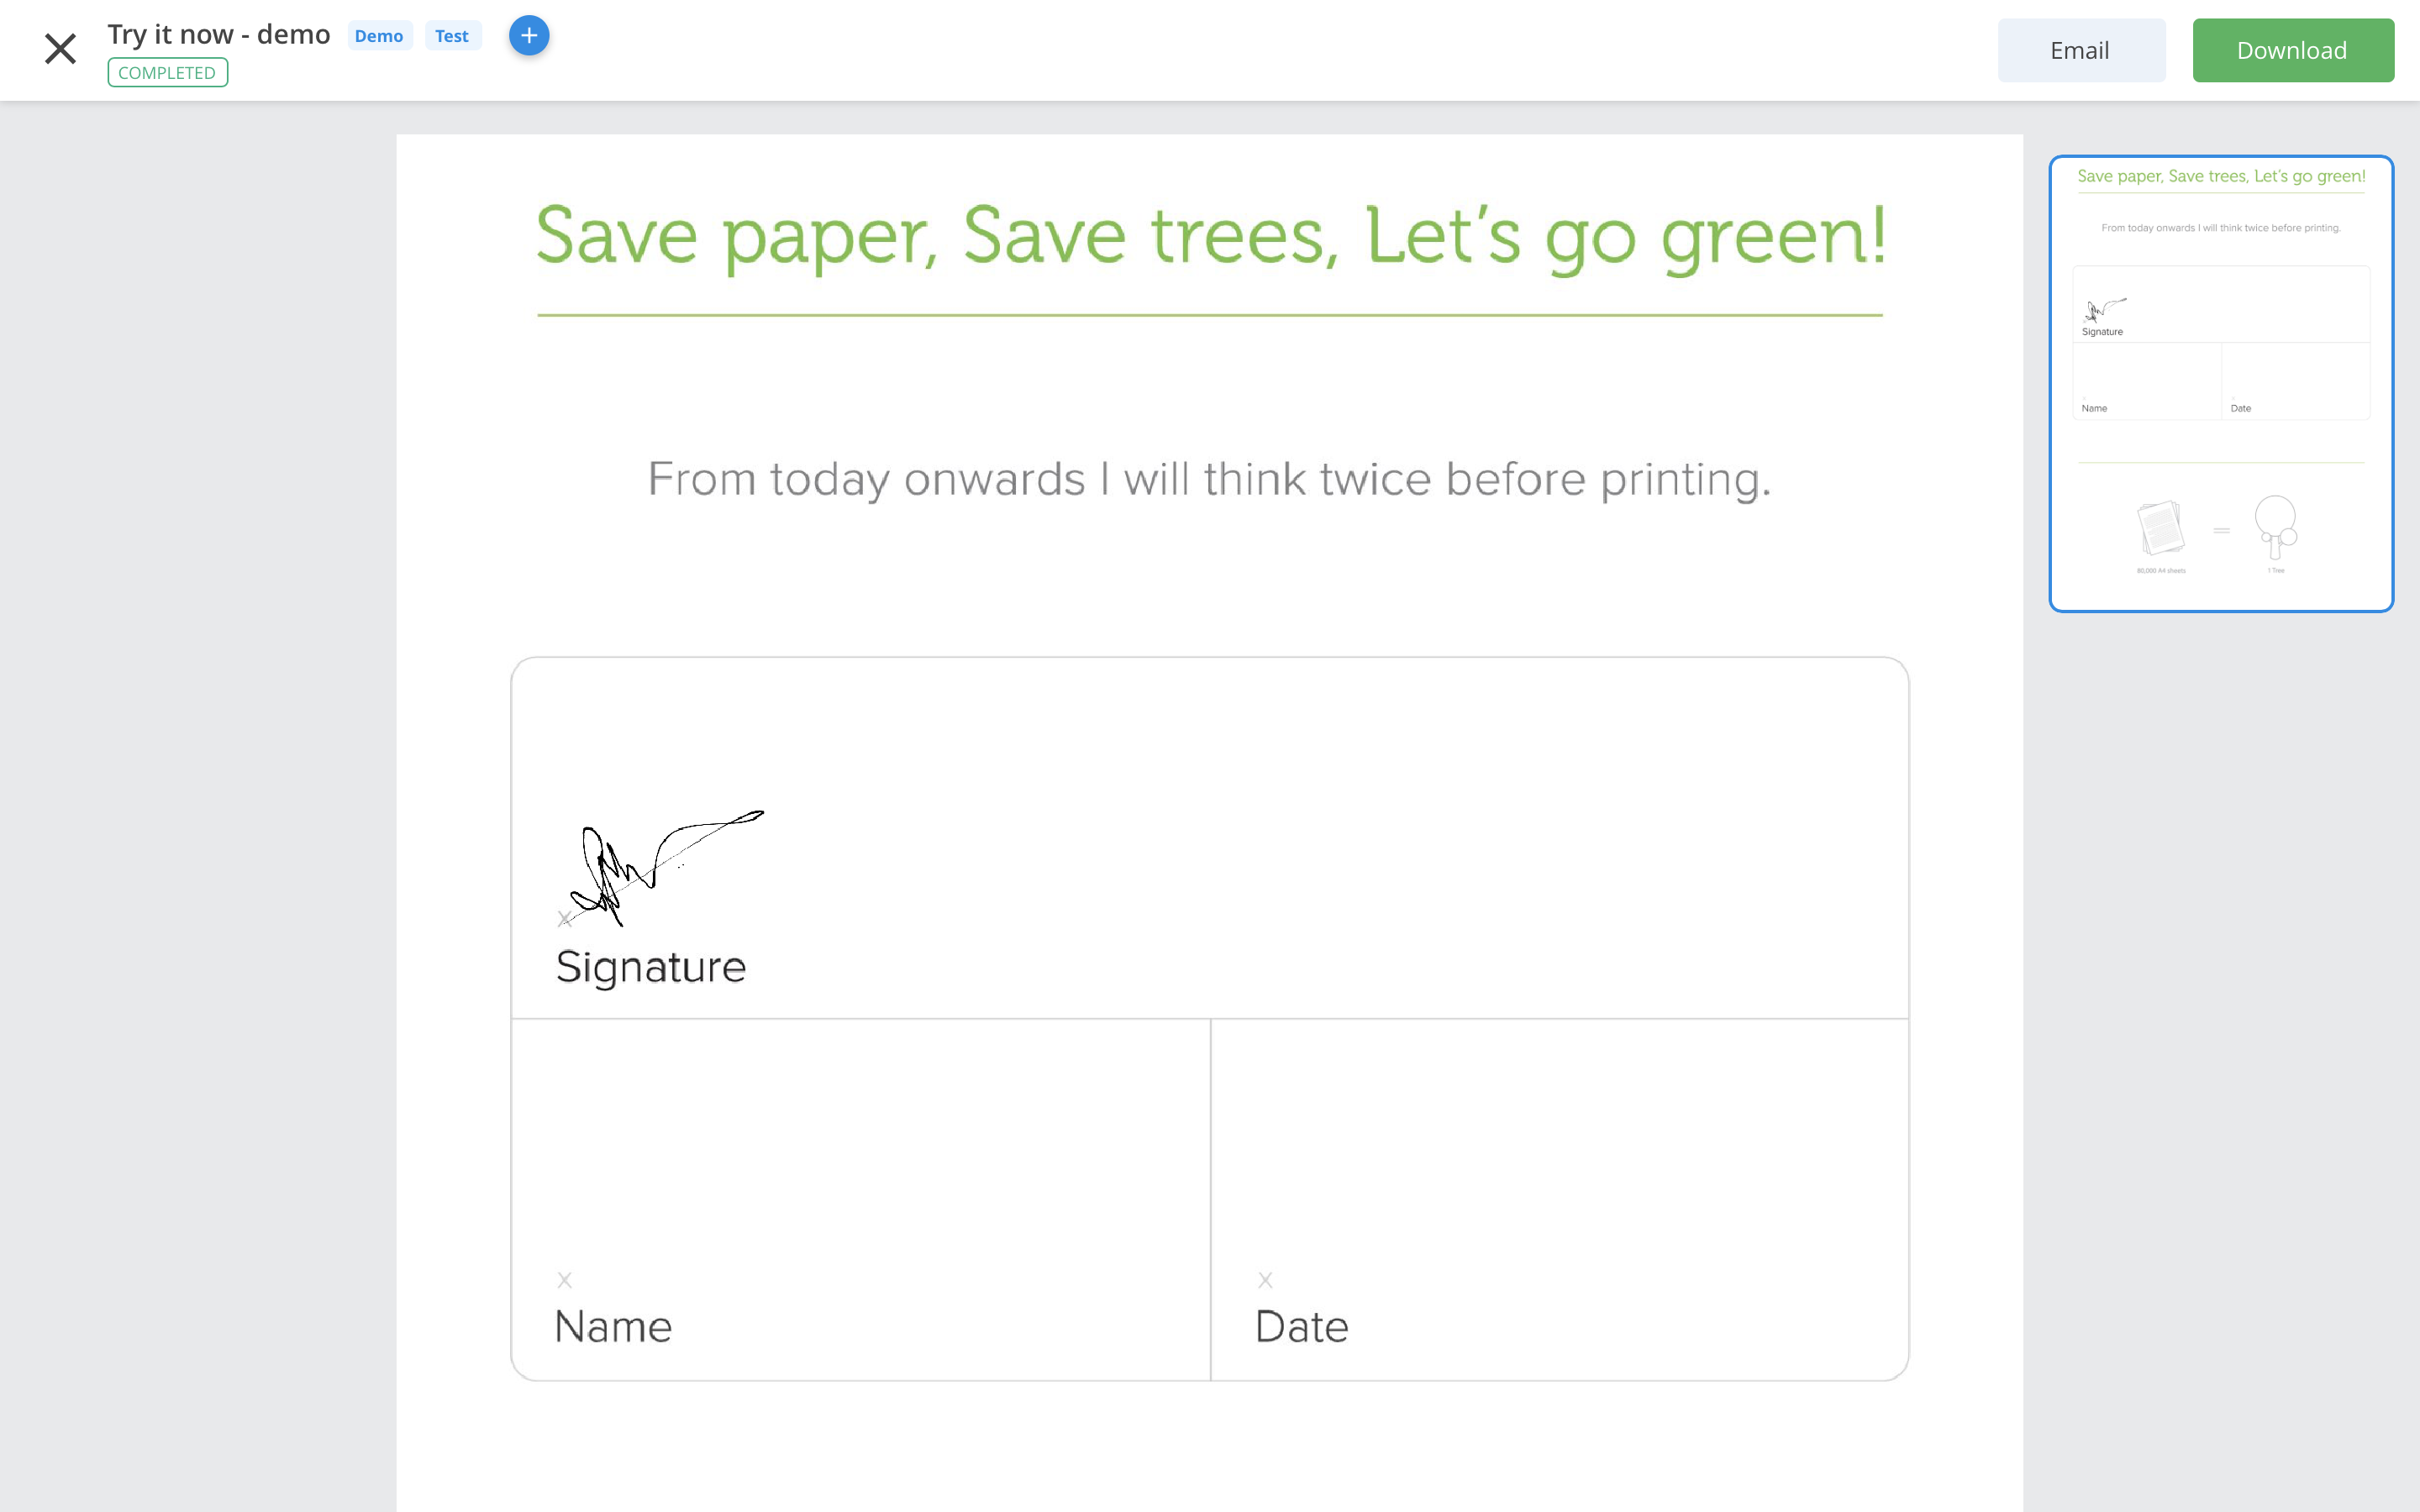 Try it now - demo Demo Test +
COMPLETED
Email Download
Save paper, Save trees, Let's go green!
From today onwards I will think twice before printing.
x
Signature
x
Name
x
Date
Save paper, Save trees, Let's go green!
From today onwards I will think twice before printing.
Signature
Name
Date
80,000 A4 sheets
=
1 Tree